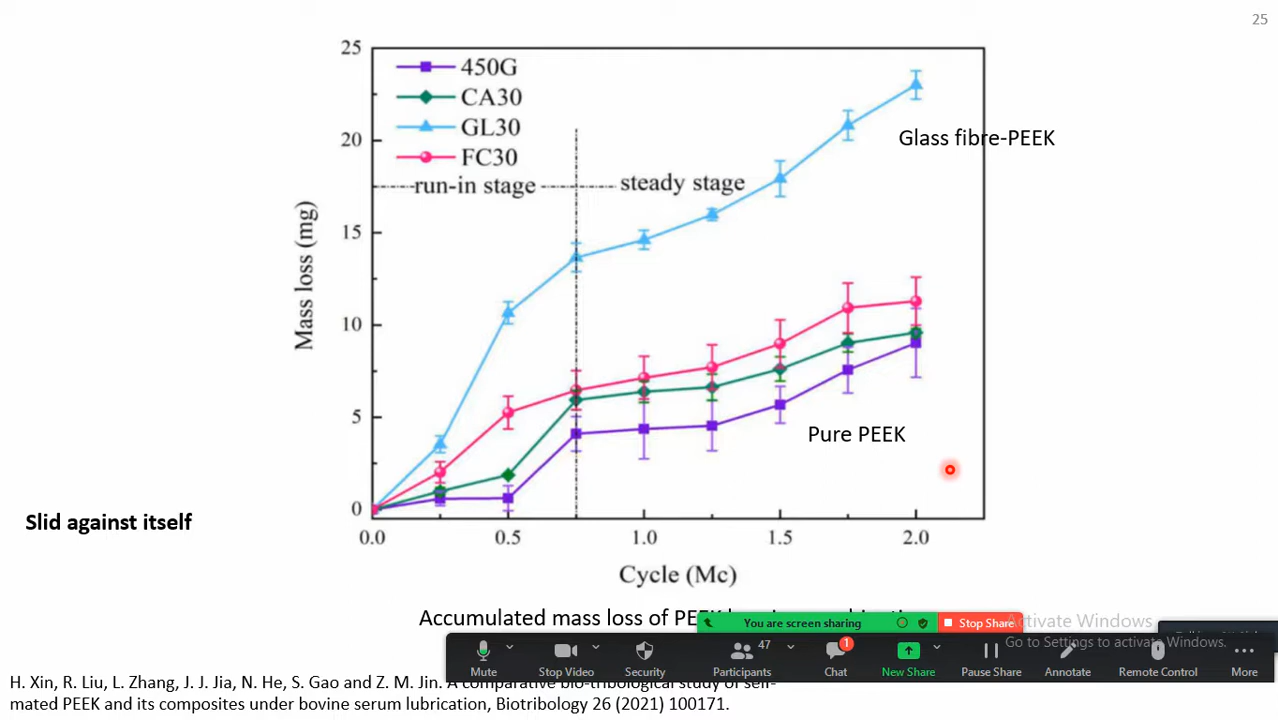 25
25
20
15
10
5
0
Mass loss (mg)
450G
CA30
GL30
FC30
run-in stage
steady stage
Glass fibre-PEEK
Pure PEEK
0.0 0.5 1.0 1.5 2.0
Cycle (Mc)
Slid against itself
Accumulated mass loss of PEEK
You are screen sharing
Stop Share
Activate Windows
Go to Settings to activate Windows.
47
1
Mute
Stop Video
Security
Participants
Chat
New Share
Pause Share
Annotate
Remote Control
More
H. Xin, R. Liu, L. Zhang, J. J. Jia, N. He, S. Gao and Z. M. Jin. A comparative bio-tribological study of self-
mated PEEK and its composites under bovine serum lubrication, Biotribology 26 (2021) 100171.